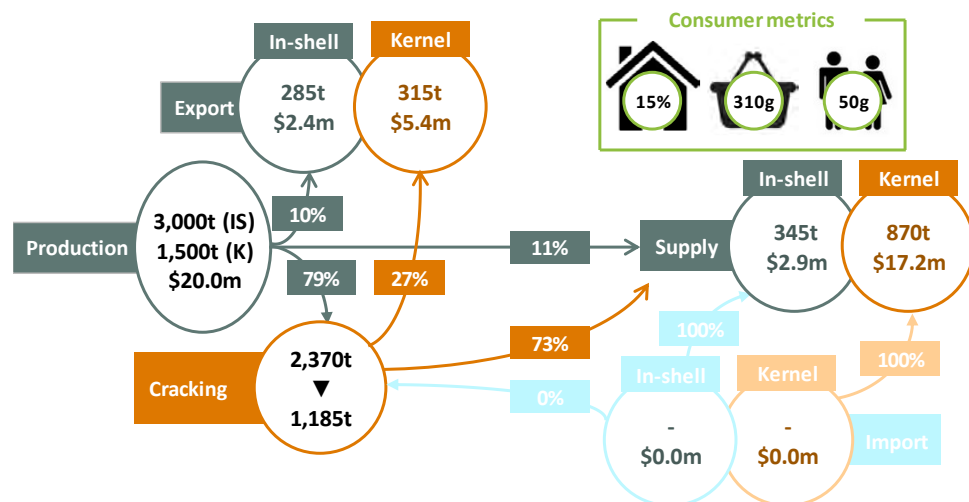 Consumer metrics
15%
310g
50g
In-shell
Kernel
Export
285t
$2.4m
315t
$5.4m
10%
Production
3,000t (IS)
1,500t (K)
$20.0m
79%
27%
11%
In-shell
Kernel
Supply
345t
$2.9m
870t
$17.2m
Cracking
2,370t
▼
1,185t
73%
0%
100%
100%
In-shell
Kernel
Import
-
$0.0m
-
$0.0m